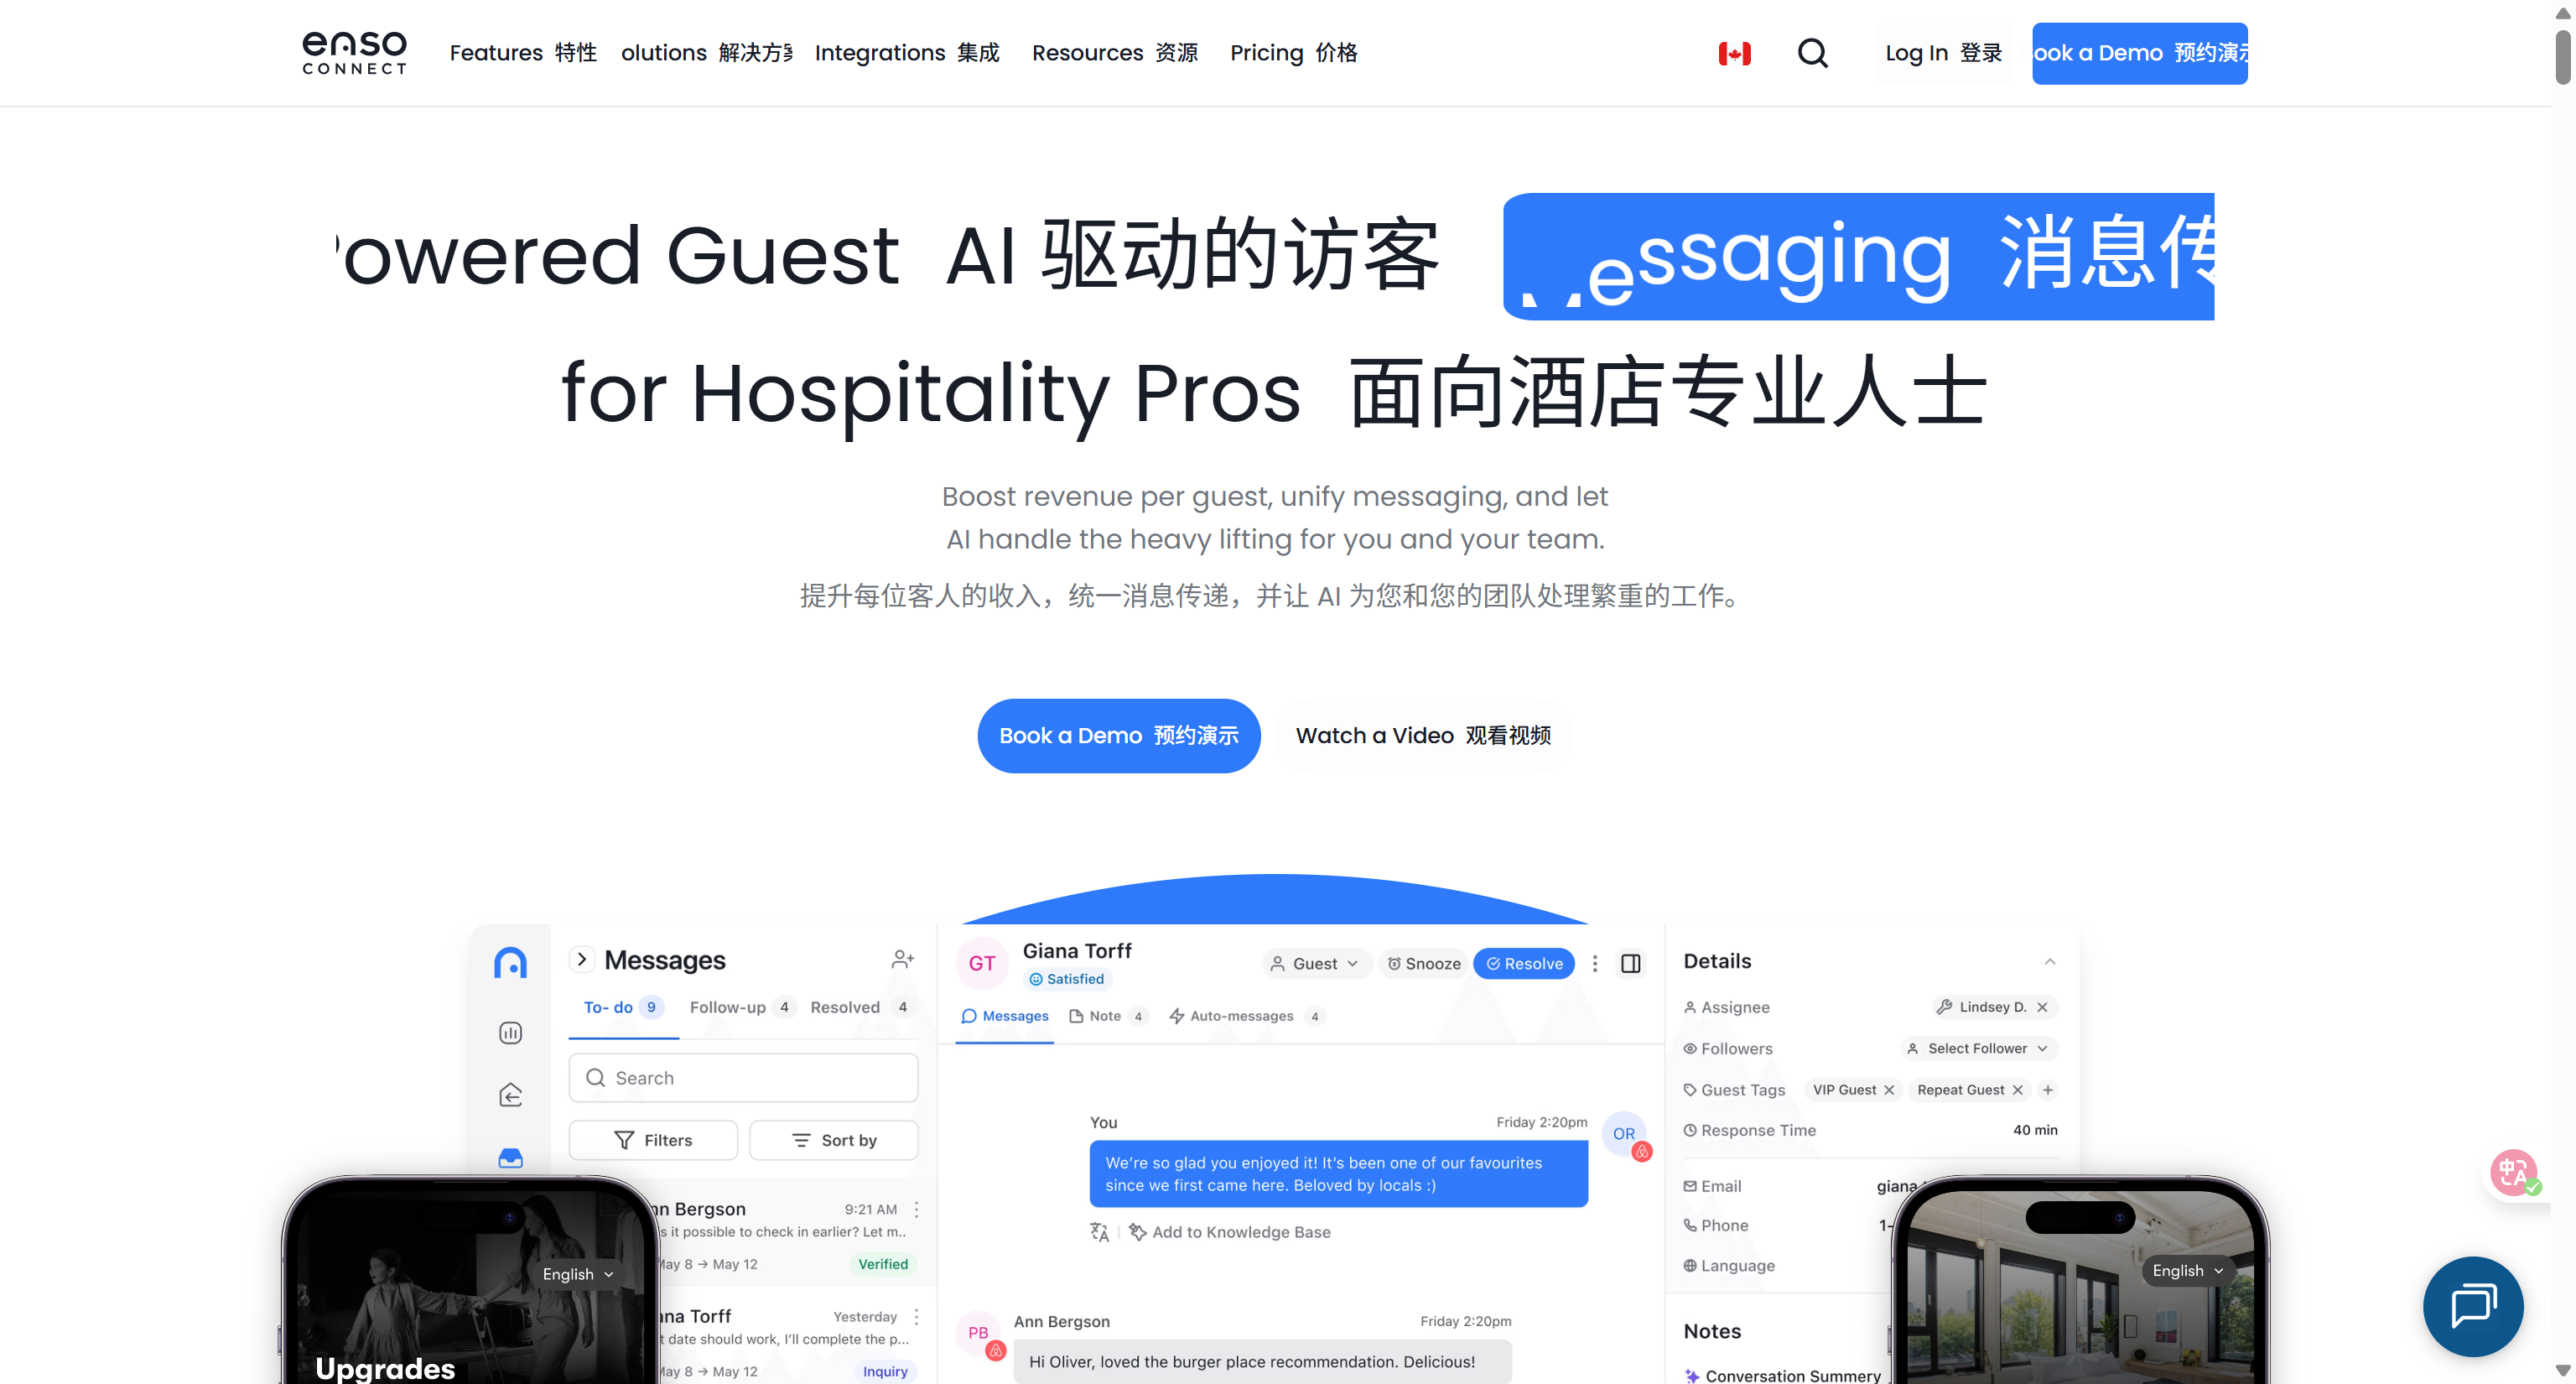 enso
CONNECT
Features 特性
olutions 解决方
Integrations 集成
Resources 资源
Pricing 价格
Log In 登录
ook a Demo 预约演示
owered Guest AI 驱动的访客
Messaging 消息传
for Hospitality Pros 面向酒店专业人士
Boost revenue per guest, unify messaging, and let
AI handle the heavy lifting for you and your team.
提升每位客人的收入，统一消息传递，并让 AI 为您和您的团队处理繁重的工作。
Book a Demo 预约演示
Watch a Video 观看视频
Messages
To- do 9
Follow-up 4
Resolved 4
Search
Filters
Sort by
nn Bergson
9:21 AM
s it possible to check in earlier? Let m..
May 8 → May 12
Verified
na Torff
Yesterday
t date should work, I'll complete the p...
May 8 → May 12
Inquiry
GT
Giana Torff
Satisfied
Guest
Snooze
Resolve
Messages
Note 4
Auto-messages 4
You
Friday 2:20pm
We're so glad you enjoyed it! It's been one of our favourites
since we first came here. Beloved by locals :)
OR
Add to Knowledge Base
PB
Ann Bergson
Friday 2:20pm
Hi Oliver, loved the burger place recommendation. Delicious!
Details
Assignee
Lindsey D.
Followers
Select Follower
Guest Tags
VIP Guest
Repeat Guest
Response Time
40 min
Email
giana
Phone
1-
Language
Notes
Conversation Summery
English
Upgrades
English